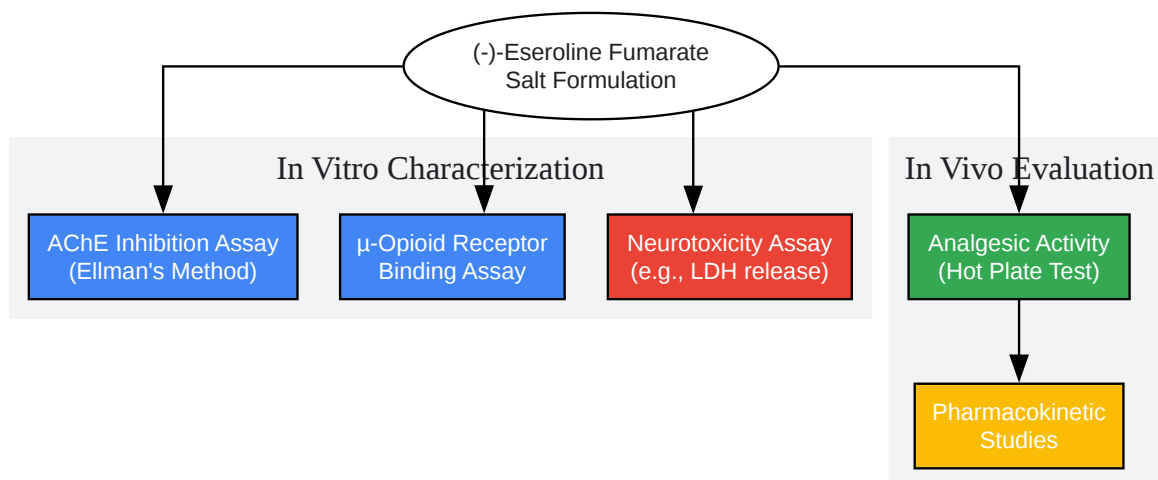 (-)-Eseroline Fumarate
Salt Formulation
In Vitro Characterization
In Vivo Evaluation
AChE Inhibition Assay
(Ellman's Method)
µ-Opioid Receptor
Binding Assay
Neurotoxicity Assay
(e.g., LDH release)
Analgesic Activity
(Hot Plate Test)
Pharmacokinetic
Studies